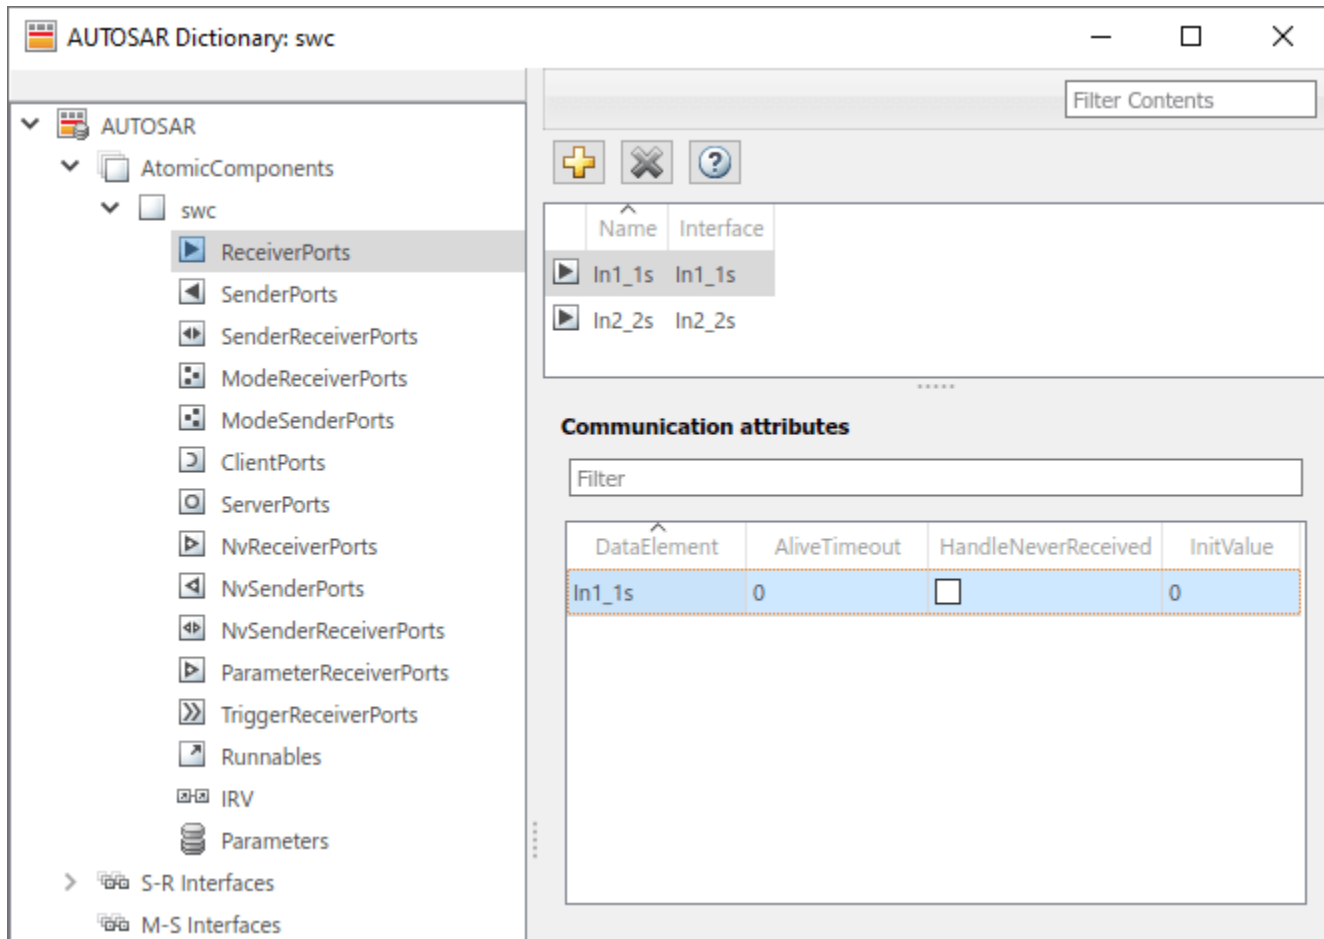 AUTOSAR Dictionary: swc
Filter Contents
AUTOSAR
AtomicComponents
swc
ReceiverPorts
SenderPorts
SenderReceiverPorts
ModeReceiverPorts
ModeSenderPorts
ClientPorts
ServerPorts
NvReceiverPorts
NvSenderPorts
NvSenderReceiverPorts
ParameterReceiverPorts
TriggerReceiverPorts
Runnables
IRV
Parameters
S-R Interfaces
M-S Interfaces
Name Interface
In1_1s In1_1s
In2_2s In2_2s
Communication attributes
Filter
DataElement AliveTimeout HandleNeverReceived InitValue
In1_1s 0 0